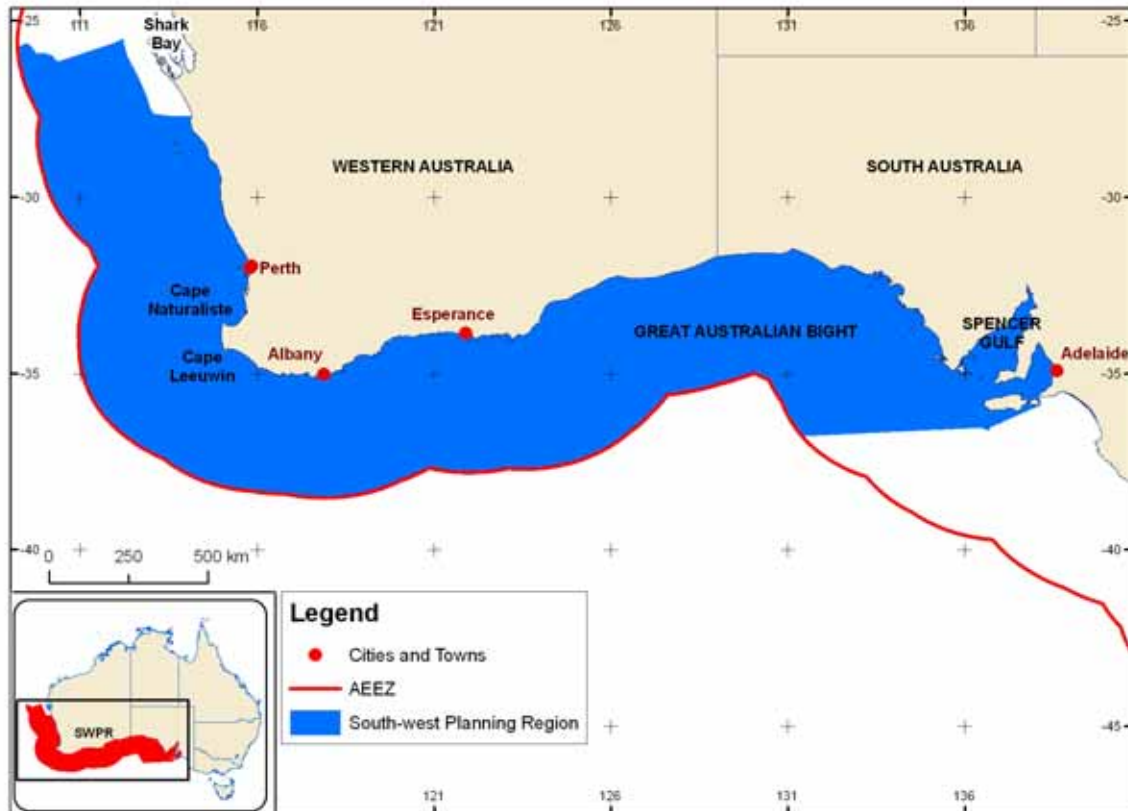 111 116 121 126 131 136
-25 -25
Shark
Bay
WESTERN AUSTRALIA
SOUTH AUSTRALIA
-30 -30
Perth
Cape
Naturaliste
Esperance
GREAT AUSTRALIAN BIGHT
SPENCER
GULF
Albany
Cape
Leeuwin
Adelaide
-35 -35
-40 -40
0 250 500 km
Legend
Cities and Towns
AEEZ
South-west Planning Region
SWPR
-45
121 126 131 136